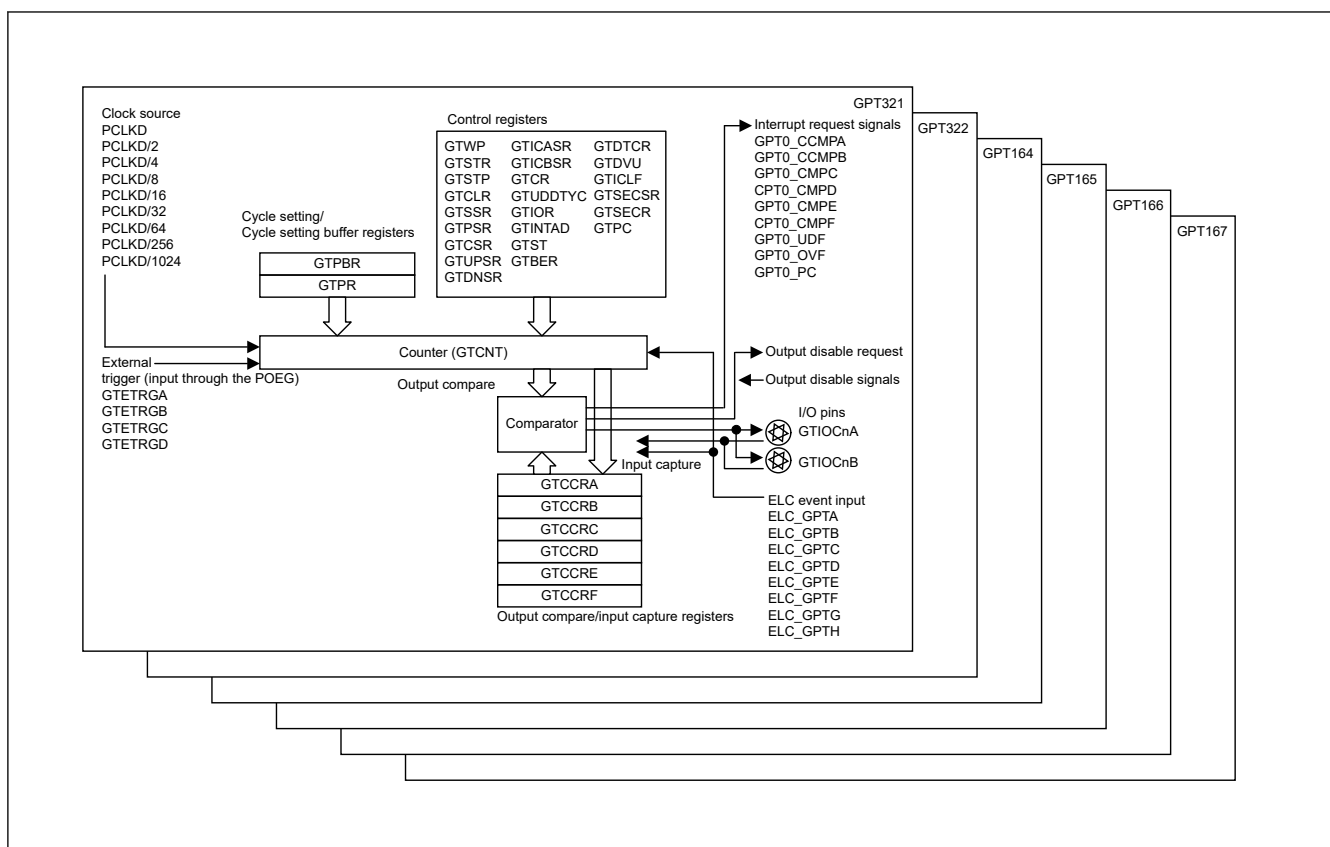 GPT321
GPT322
GPT164
GPT165
GPT166
GPT167
Clock source
PCLKD
PCLKD/2
PCLKD/4
PCLKD/8
PCLKD/16
PCLKD/32
PCLKD/64
PCLKD/256
PCLKD/1024
Cycle setting/
Cycle setting buffer registers
GTPBR
GTPR
Control registers
GTWP GTICASR GTDTCR
GTSTR GTICBSR GTDVU
GTSTP GTCR GTICLF
GTCLR GTUDDTYC GTSECSR
GTSSR GTIOR GTSECR
GTPSR GTINTAD GTPC
GTCSR GTST
GTUPSR GTBER
GTDNSR
Interrupt request signals
GPT0_CCMPA
GPT0_CCMPB
GPT0_CMPC
CPT0_CMPD
GPT0_CMPE
CPT0_CMPF
GPT0_UDF
GPT0_OVF
GPT0_PC
Counter (GTCNT)
External
trigger (input through the POEG)
GTETRGA
GTETRGB
GTETRGC
GTETRGD
Output compare
Comparator
Output disable request
Output disable signals
I/O pins
GTIOCnA
GTIOCnB
Input capture
GTCCRA
GTCCRB
GTCCRC
GTCCRD
GTCCRE
GTCCRF
Output compare/input capture registers
ELC event input
ELC_GPTA
ELC_GPTB
ELC_GPTC
ELC_GPTD
ELC_GPTE
ELC_GPTF
ELC_GPTG
ELC_GPTH